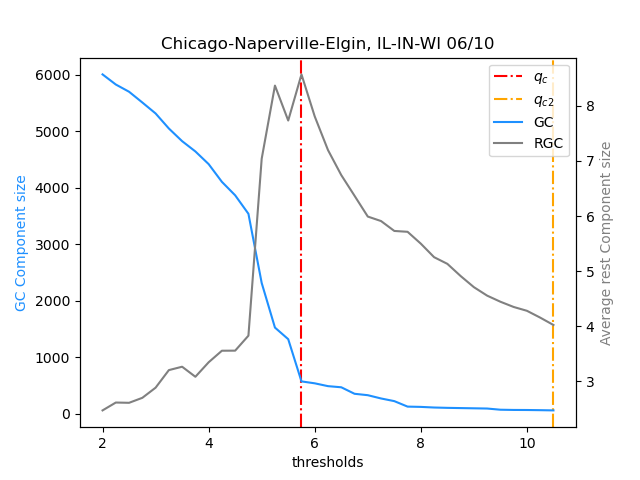 Chicago-Naperville-Elgin, IL-IN-WI 06/10
GC Component size
6000
5000
4000
3000
2000
1000
0
2
4
6
8
10
thresholds
8
7
6
5
4
3
Average rest Component size
q_c
q_c2
GC
RGC